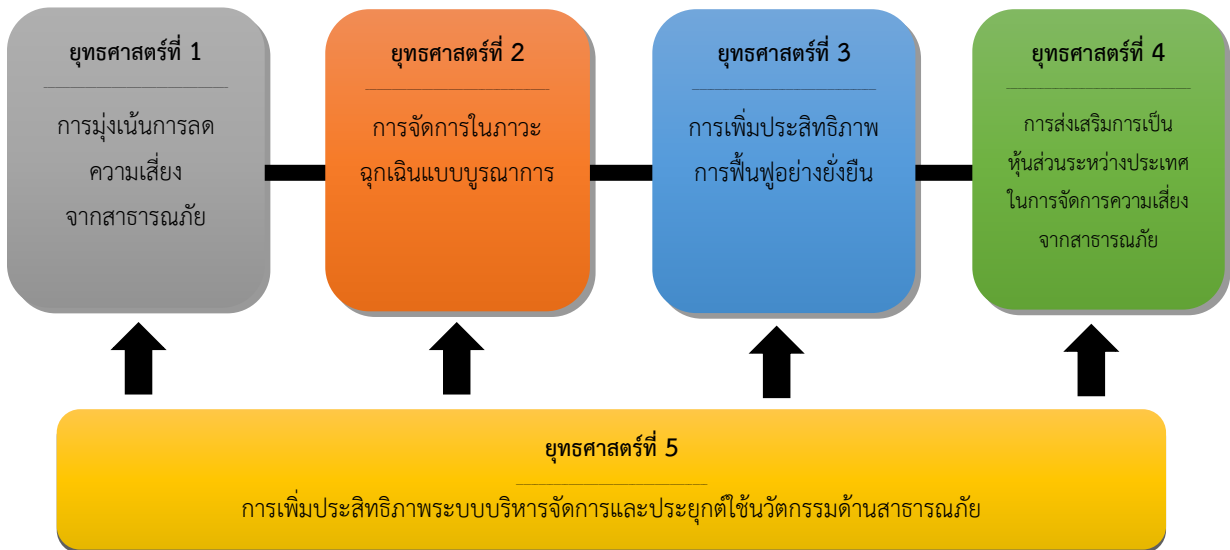 ยุทธศาสตร์ที่ 1
การมุ่งเน้นการลด
ความเสี่ยง
จากสาธารณภัย
ยุทธศาสตร์ที่ 2
การจัดการในภาวะ
ฉุกเฉินแบบบูรณาการ
ยุทธศาสตร์ที่ 3
การเพิ่มประสิทธิภาพ
การฟื้นฟูอย่างยั่งยืน
ยุทธศาสตร์ที่ 4
การส่งเสริมการเป็น
หุ้นส่วนระหว่างประเทศ
ในการจัดการความเสี่ยง
จากสาธารณภัย
ยุทธศาสตร์ที่ 5
การเพิ่มประสิทธิภาพระบบบริหารจัดการและประยุกต์ใช้นวัตกรรมด้านสาธารณภัย